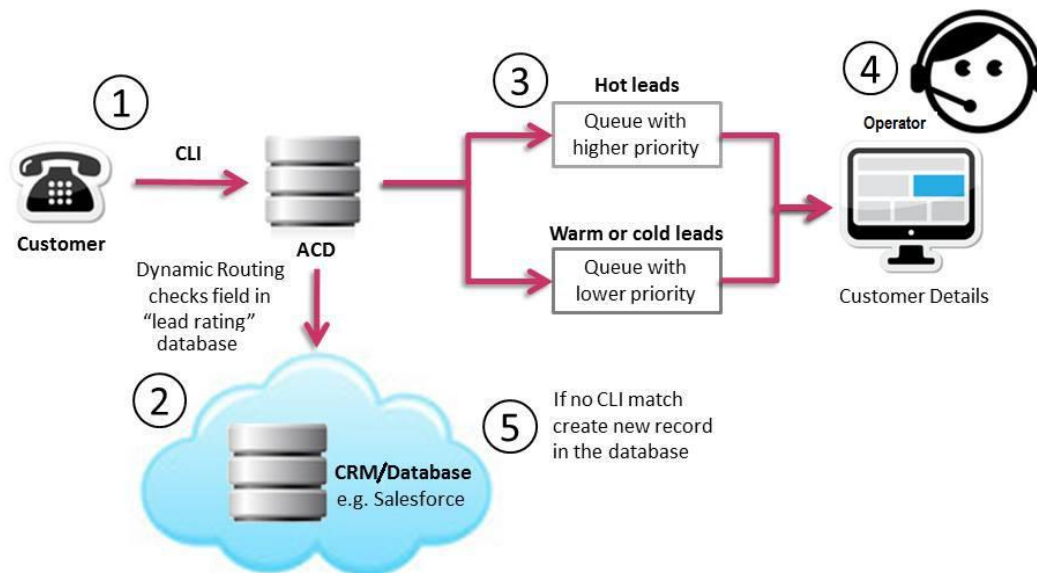 1
CLI
Customer
ACD
Dynamic Routing
checks field in
“lead rating”
database
2
CRM/Database
e.g. Salesforce
3
Hot leads
Queue with
higher priority
Warm or cold leads
Queue with
lower priority
4
Operator
Customer Details
5
If no CLI match
create new record
in the database